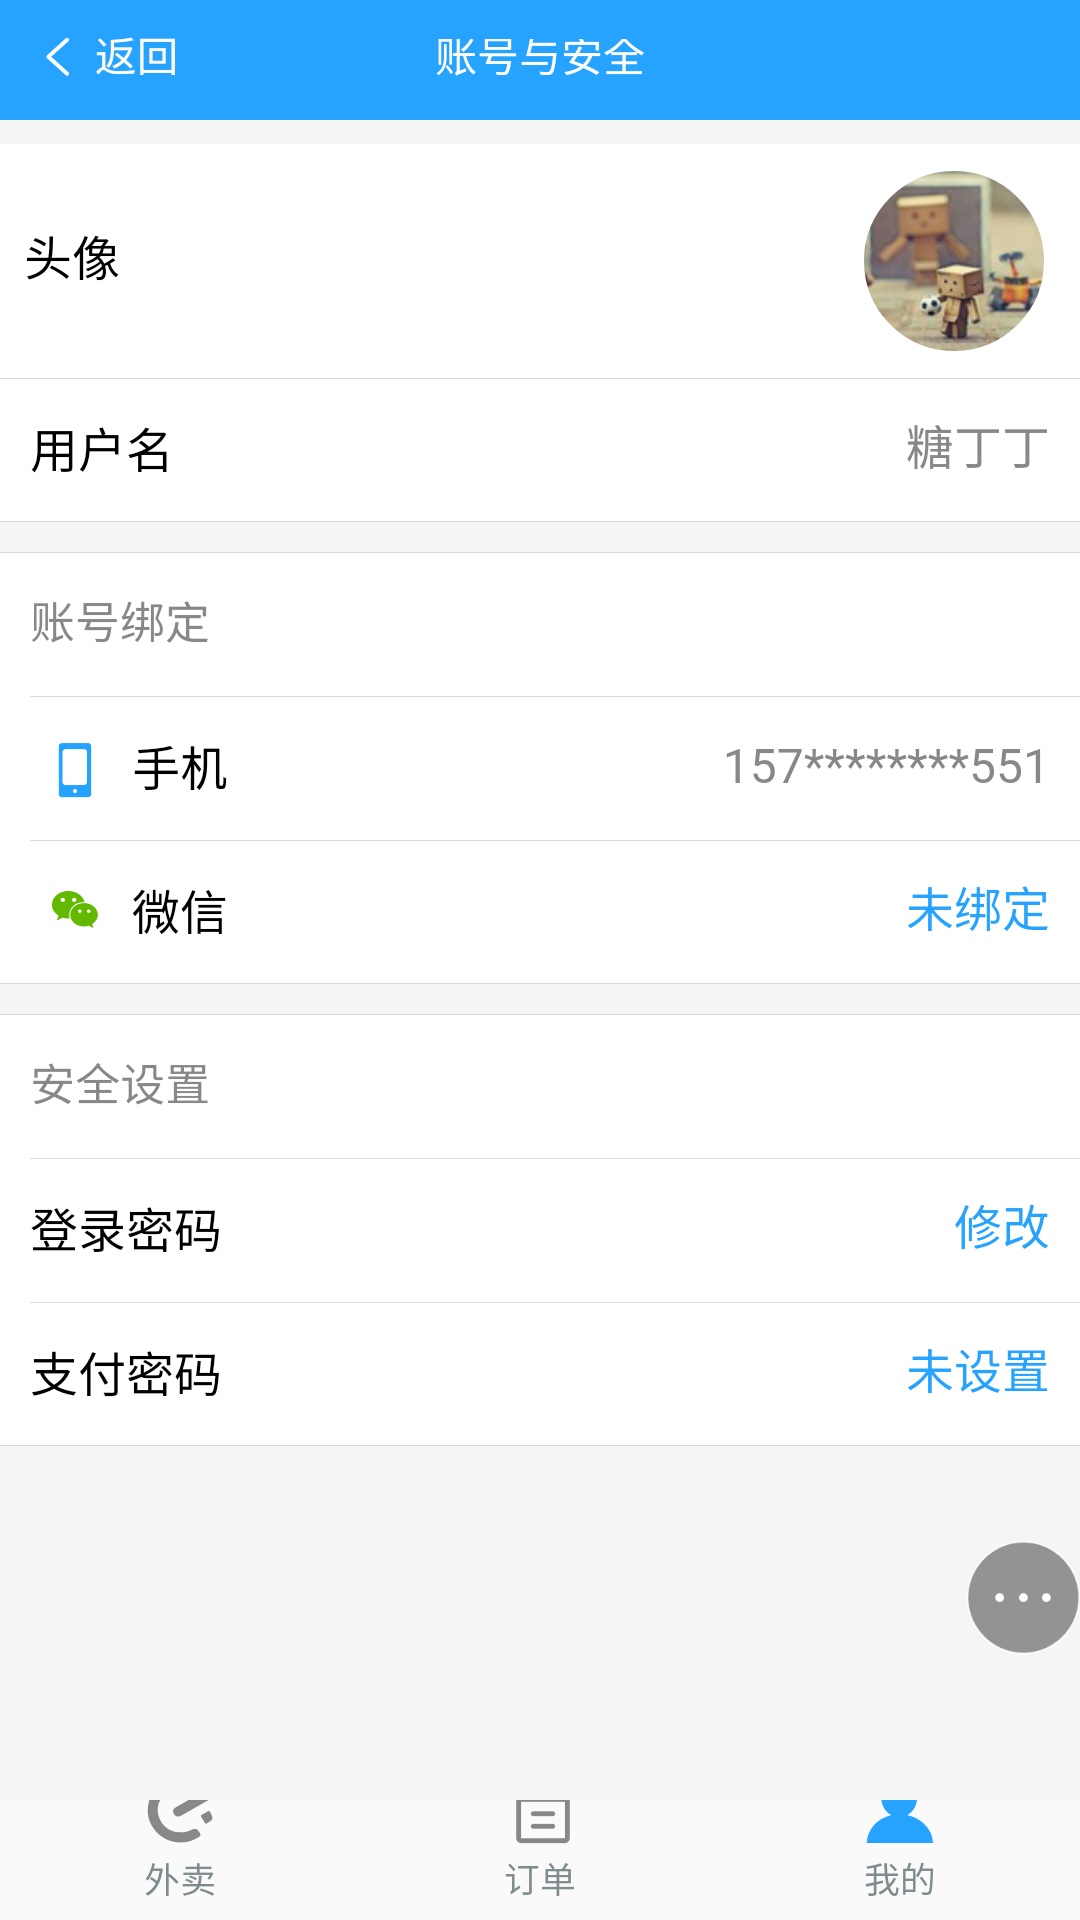 返回 账号与安全
头像
用户名 糖丁丁
账号绑定
手机 157********551
微信 未绑定
安全设置
登录密码 修改
支付密码 未设置
外卖 订单 我的